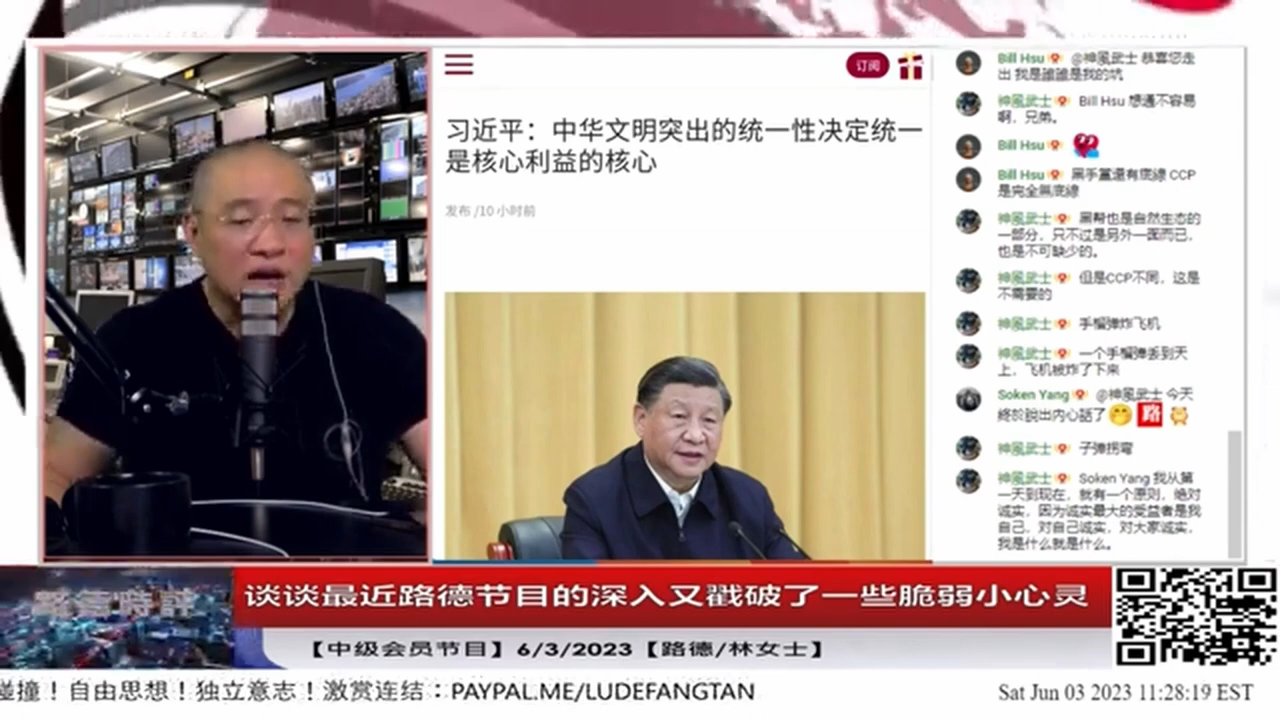 订阅
习近平：中华文明突出的统一性决定统一
是核心利益的核心
发布 /10 小时前
Bill Hsu @神風武士 恭喜您走
出 我是誰誰是我的坑
神風武士 Bill Hsu 想通不容易
啊，兄弟。
Bill Hsu
Bill Hsu 黑手黨還有底線 CCP
是完全無底線
神風武士 黑帮也是自然生态的
一部分，只不过是另外一面而已，
也是不可缺少的。
神風武士 但是CCP不同，这是
不需要的
神風武士 手榴弹炸飞机
神風武士 一个手榴弹丢到天
上，飞机被炸了下来
Soken Yang @神風武士 今天
終於說出内心話了 路
神風武士 子弹拐弯
神風武士 Soken Yang 我从第
一天到现在，就有一个原则，绝对
诚实，因为诚实最大的受益者是我
自己，对自己诚实，对大家诚实，
我是什么就是什么。
路德時評
谈谈最近路德节目的深入又戳破了一些脆弱小心灵
【中级会员节目】6/3/2023【路德/林女士】
碰撞！自由思想！独立意志！激赏连结：PAYPAL.ME/LUDEFANGTAN
Sat Jun 03 2023 11:28:19 EST